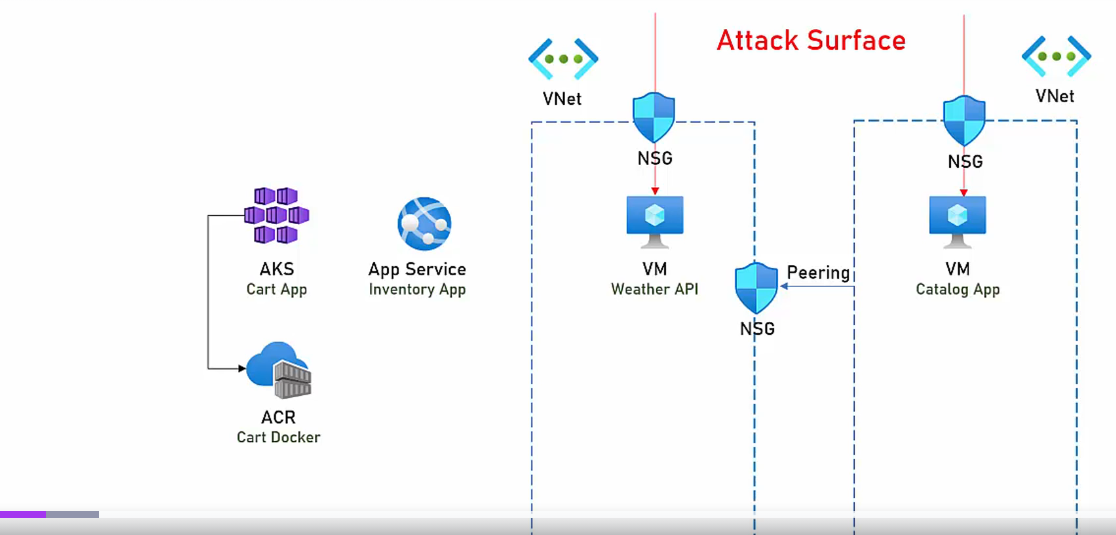 Attack Surface
VNet
VNet
NSG
NSG
AKS
Cart App
App Service
Inventory App
VM
Weather API
Peering
VM
Catalog App
NSG
ACR
Cart Docker